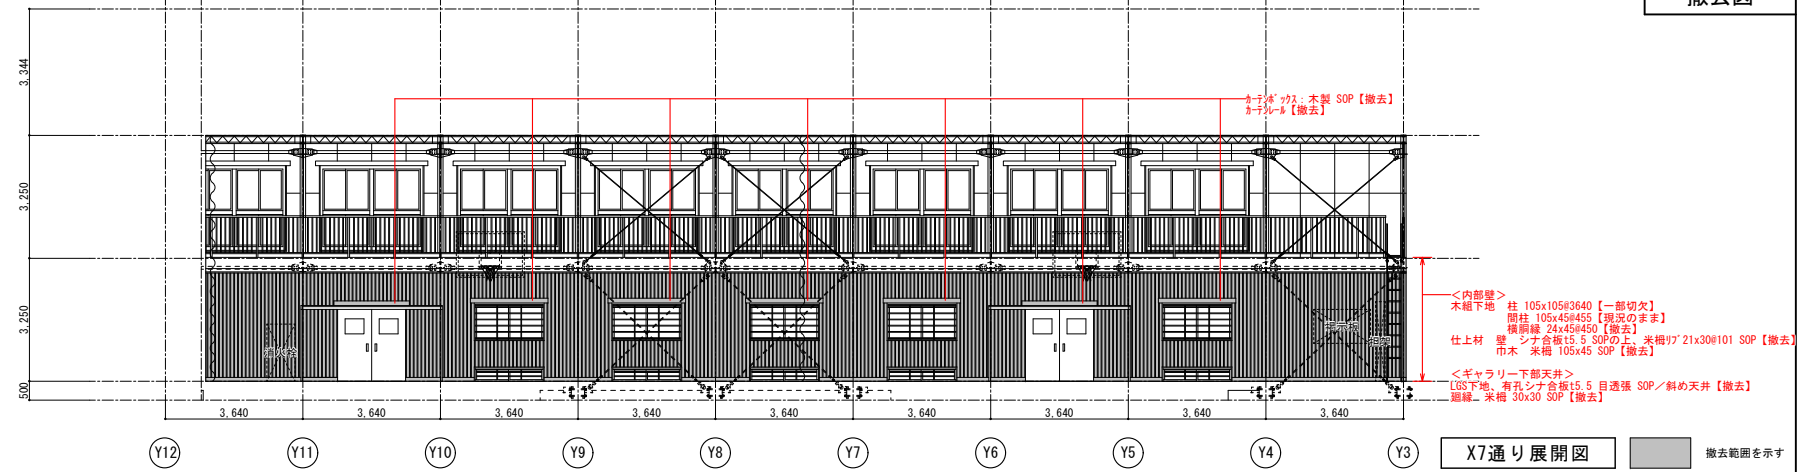 撤去図
3,344
カーテンボックス：木製 SOP【撤去】
カーテンレール【撤去】
3,250
3,250
＜内部壁＞
木組下地　柱 105x105@3640【一部切欠】
間柱 105x45@455【現況のまま】
横胴縁 24x45@450【撤去】
仕上材　壁　シナ合板t5.5 SOPの上、米栂ﾘﾌﾞ21x30@101 SOP【撤去】
巾木　米栂 105x45 SOP【撤去】
消火栓
掲示板
担架
＜ギャラリー下部天井＞
LGS下地、有孔シナ合板t5.5 目透張 SOP／斜め天井【撤去】
廻縁　米栂 30x30 SOP【撤去】
500
3,640 3,640 3,640 3,640 3,640 3,640 3,640 3,640 3,640
Y12 Y11 Y10 Y9 Y8 Y7 Y6 Y5 Y4 Y3
X7通り展開図
撤去範囲を示す